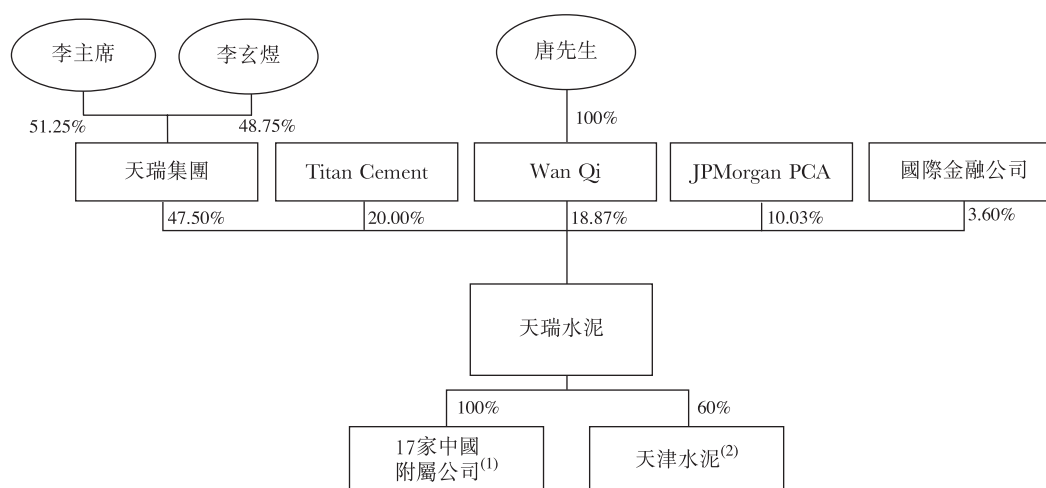 李主席
李玄煜
唐先生
51.25%
48.75%
100%
天瑞集團
Titan Cement
Wan Qi
JPMorgan PCA
國際金融公司
47.50%
20.00%
18.87%
10.03%
3.60%
天瑞水泥
100%
60%
17家中國
附屬公司(1)
天津水泥(2)